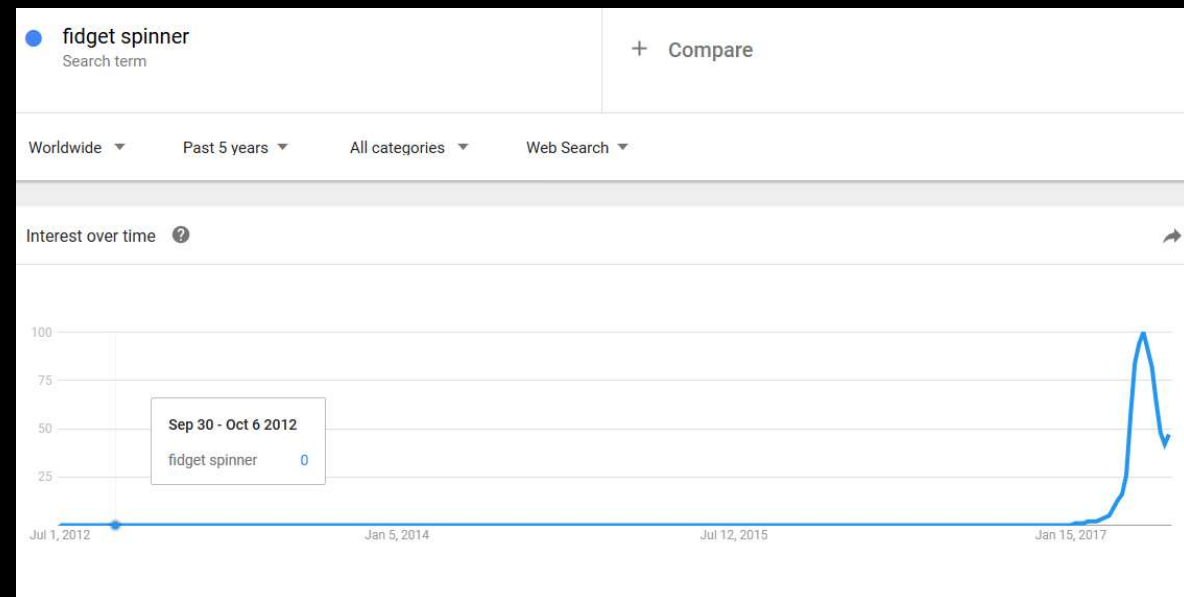 fidget spinner
Search term
+ Compare
Worldwide
Past 5 years
All categories
Web Search
Interest over time
100
75
50
25
Sep 30 - Oct 6 2012
fidget spinner 0
Jul 1, 2012
Jan 5, 2014
Jul 12, 2015
Jan 15, 2017